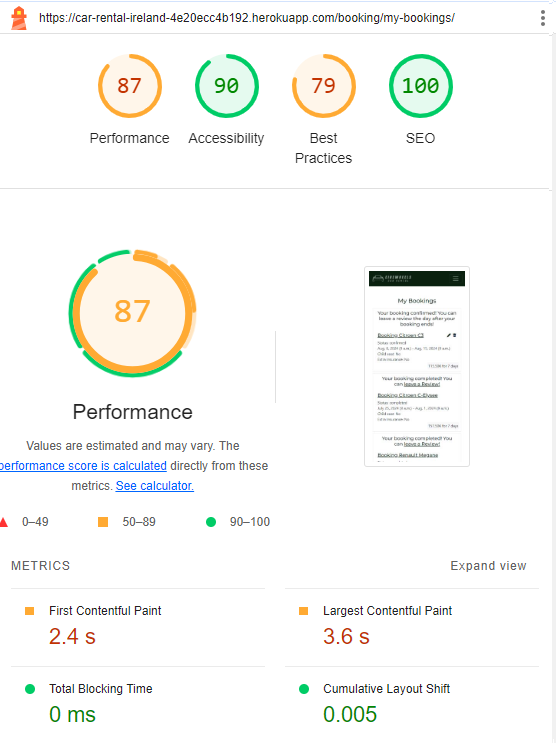 https://car-rental-ireland-4e20ecc4b192.herokuapp.com/booking/my-bookings/
87
90
79
100
Performance
Accessibility
Best
Practices
SEO
87
Performance
Values are estimated and may vary. The
performance score is calculated directly from these
metrics. See calculator.
0–49
50–89
90–100
My Bookings
Your booking confirmed! You can
leave a review the day after your
booking ends!
Booking Citroen C3
Your booking completed! You
can leave a Review!
Booking Citroen C-Elysee
Your booking completed! You
can leave a Review!
Booking Renault Megane
METRICS
Expand view
First Contentful Paint
2.4 s
Largest Contentful Paint
3.6 s
Total Blocking Time
0 ms
Cumulative Layout Shift
0.005